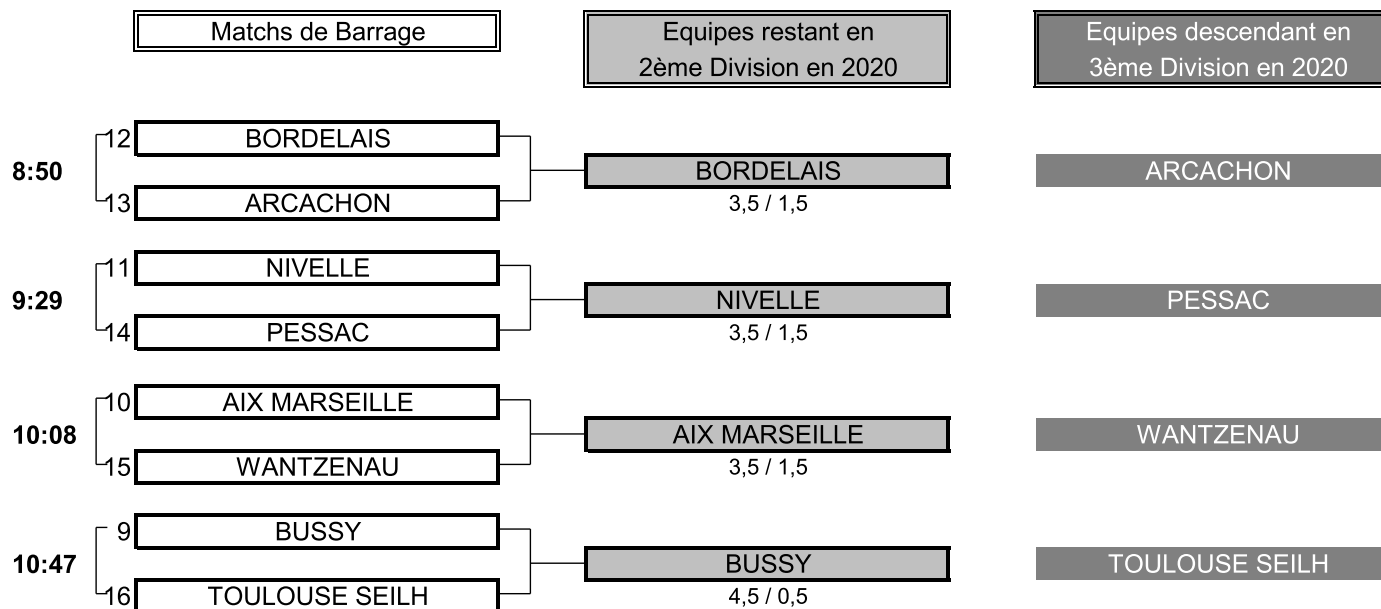 Matchs de Barrage
Equipes restant en
2ème Division en 2020
Equipes descendant en
3ème Division en 2020
12 BORDELAIS
8:50 BORDELAIS ARCACHON
13 ARCACHON 3,5 / 1,5
11 NIVELLE
9:29 NIVELLE PESSAC
14 PESSAC 3,5 / 1,5
10 AIX MARSEILLE
10:08 AIX MARSEILLE WANTZENAU
15 WANTZENAU 3,5 / 1,5
9 BUSSY
10:47 BUSSY TOULOUSE SEILH
16 TOULOUSE SEILH 4,5 / 0,5